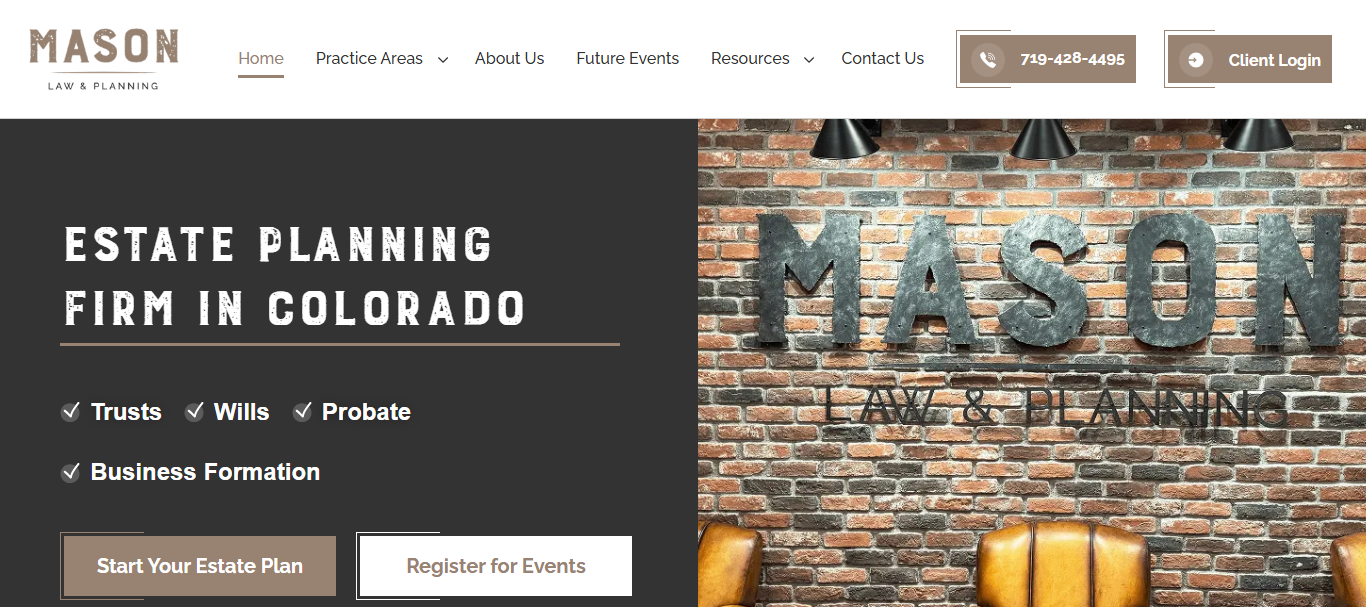 MASON
LAW & PLANNING
Home
Practice Areas
About Us
Future Events
Resources
Contact Us
719-428-4495
Client Login
ESTATE PLANNING
FIRM IN COLORADO
Trusts
Wills
Probate
Business Formation
Start Your Estate Plan
Register for Events
MASON
LAW & PLANNING